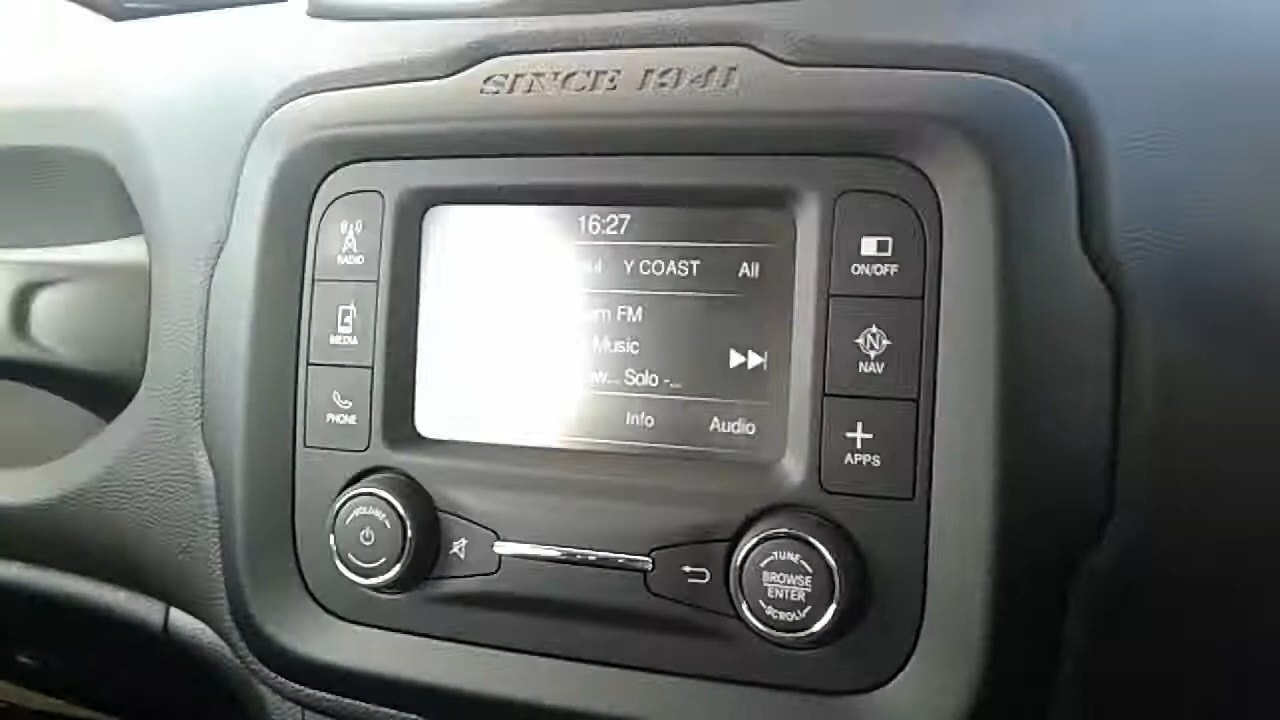 SINCE 1941
16:27
Y COAST All
FM
Music
Solo -...
Info Audio
RADIO
MEDIA
PHONE
ON/OFF
N
NAV
APPS
VOLUME
TUNE
BROWSE
ENTER
SCROLL